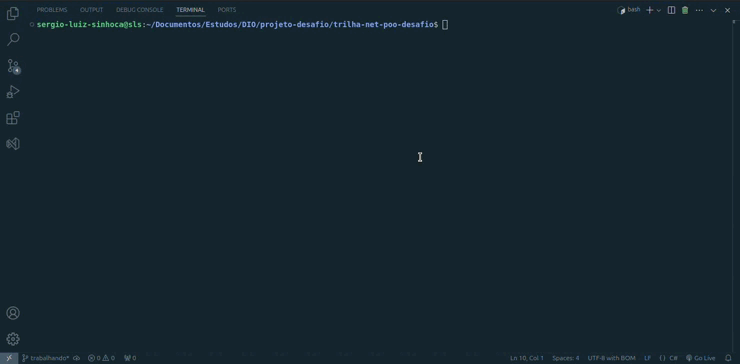 PROBLEMS OUTPUT DEBUG CONSOLE TERMINAL PORTS bash
sergio-luiz-sinhoca@sls:~/Documentos/Estudos/DIO/projeto-desafio/trilha-net-poo-desafio$
4
trabalhando* 0 0 0 Ln 10, Col 1 Spaces: 4 UTF-8 with BOM LF {} C# Go Live